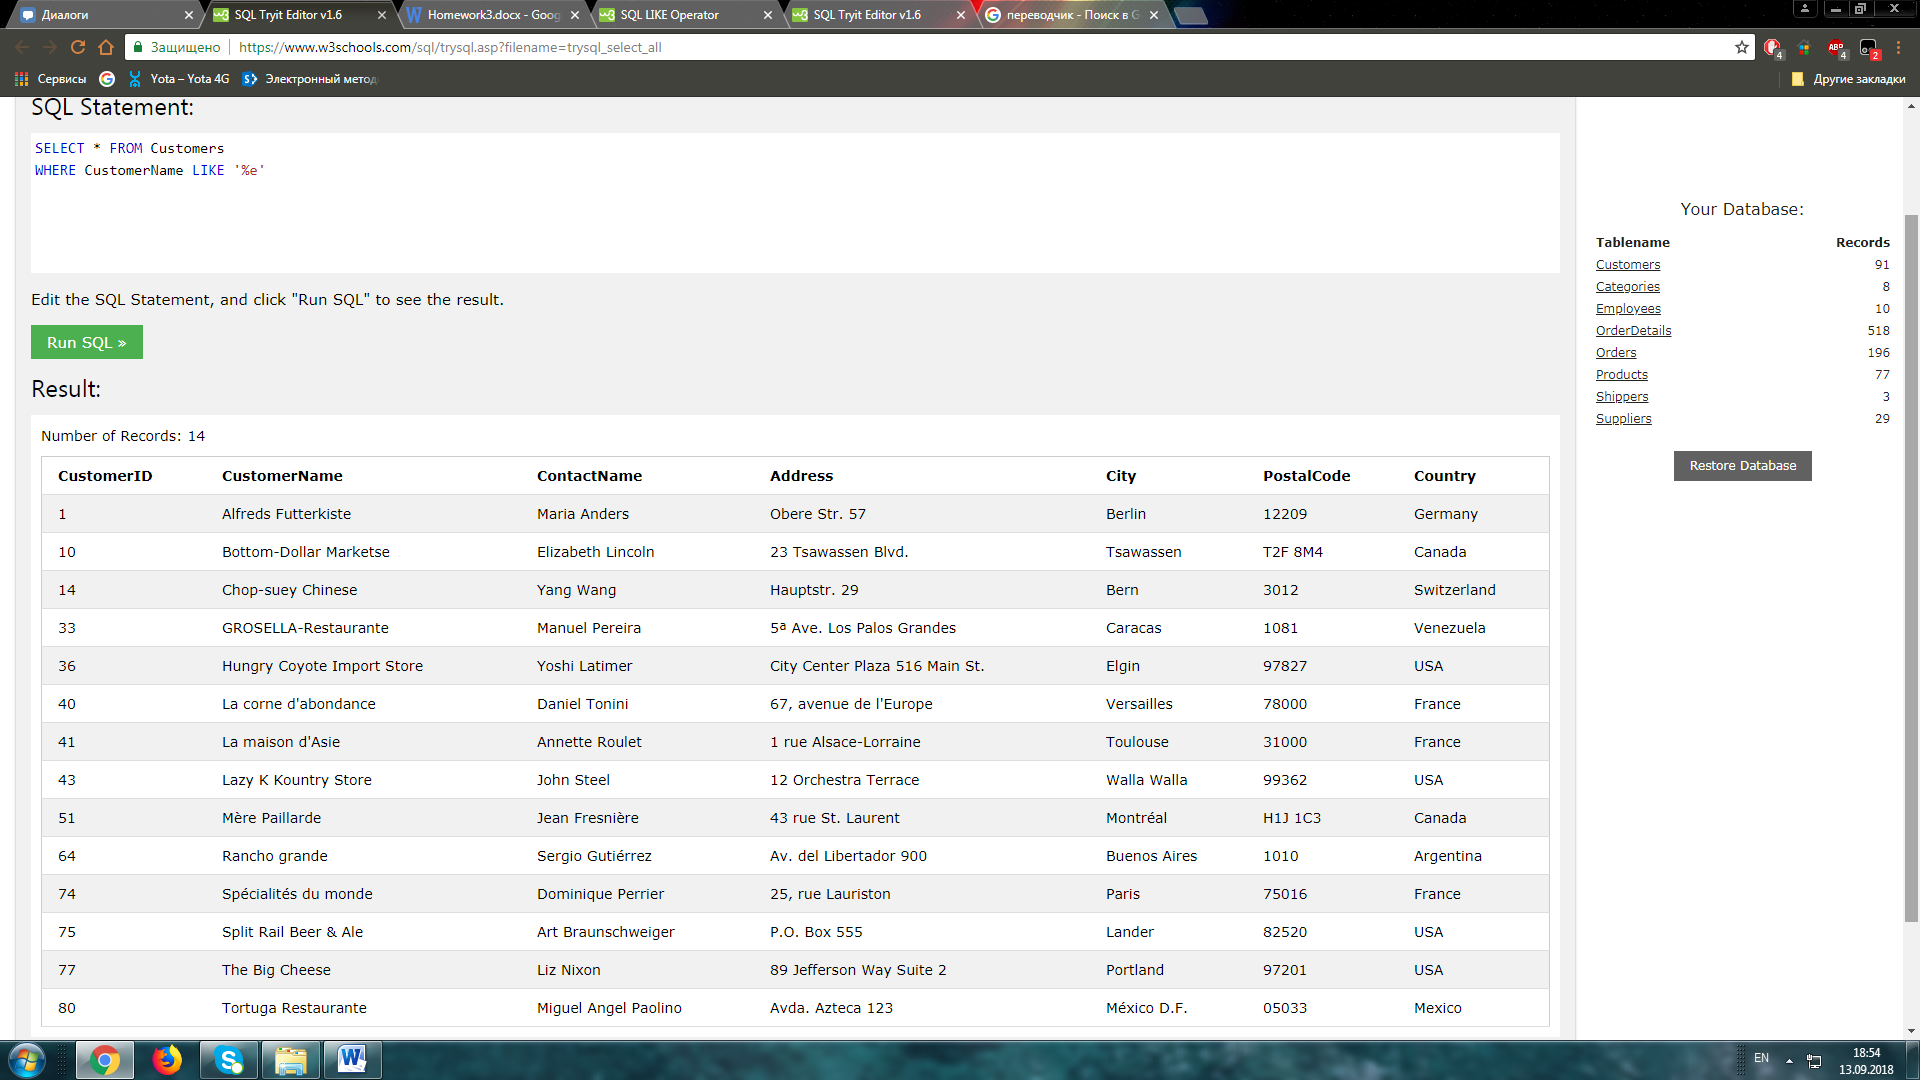 Диалоги
SQL Tryit Editor v1.6
Homework3.docx - Goog
SQL LIKE Operator
SQL Tryit Editor v1.6
переводчик - Поиск в G
Защищено
https://www.w3schools.com/sql/trysql.asp?filename=trysql_select_all
4
ABP
4
2
Сервисы
Yota – Yota 4G
Электронный метод
Другие закладки
SQL Statement:
SELECT * FROM Customers
WHERE CustomerName LIKE '%e'
Edit the SQL Statement, and click "Run SQL" to see the result.
Run SQL »
Result:
Number of Records: 14
CustomerID CustomerName ContactName Address City PostalCode Country
1 Alfreds Futterkiste Maria Anders Obere Str. 57 Berlin 12209 Germany
10 Bottom-Dollar Marketse Elizabeth Lincoln 23 Tsawassen Blvd. Tsawassen T2F 8M4 Canada
14 Chop-suey Chinese Yang Wang Hauptstr. 29 Bern 3012 Switzerland
33 GROSELLA-Restaurante Manuel Pereira 5ª Ave. Los Palos Grandes Caracas 1081 Venezuela
36 Hungry Coyote Import Store Yoshi Latimer City Center Plaza 516 Main St. Elgin 97827 USA
40 La corne d'abondance Daniel Tonini 67, avenue de l'Europe Versailles 78000 France
41 La maison d'Asie Annette Roulet 1 rue Alsace-Lorraine Toulouse 31000 France
43 Lazy K Kountry Store John Steel 12 Orchestra Terrace Walla Walla 99362 USA
51 Mère Paillarde Jean Fresnière 43 rue St. Laurent Montréal H1J 1C3 Canada
64 Rancho grande Sergio Gutiérrez Av. del Libertador 900 Buenos Aires 1010 Argentina
74 Spécialités du monde Dominique Perrier 25, rue Lauriston Paris 75016 France
75 Split Rail Beer & Ale Art Braunschweiger P.O. Box 555 Lander 82520 USA
77 The Big Cheese Liz Nixon 89 Jefferson Way Suite 2 Portland 97201 USA
80 Tortuga Restaurante Miguel Angel Paolino Avda. Azteca 123 México D.F. 05033 Mexico
Your Database:
Tablename Records
Customers 91
Categories 8
Employees 10
OrderDetails 518
Orders 196
Products 77
Shippers 3
Suppliers 29
Restore Database
EN
18:54
13.09.2018